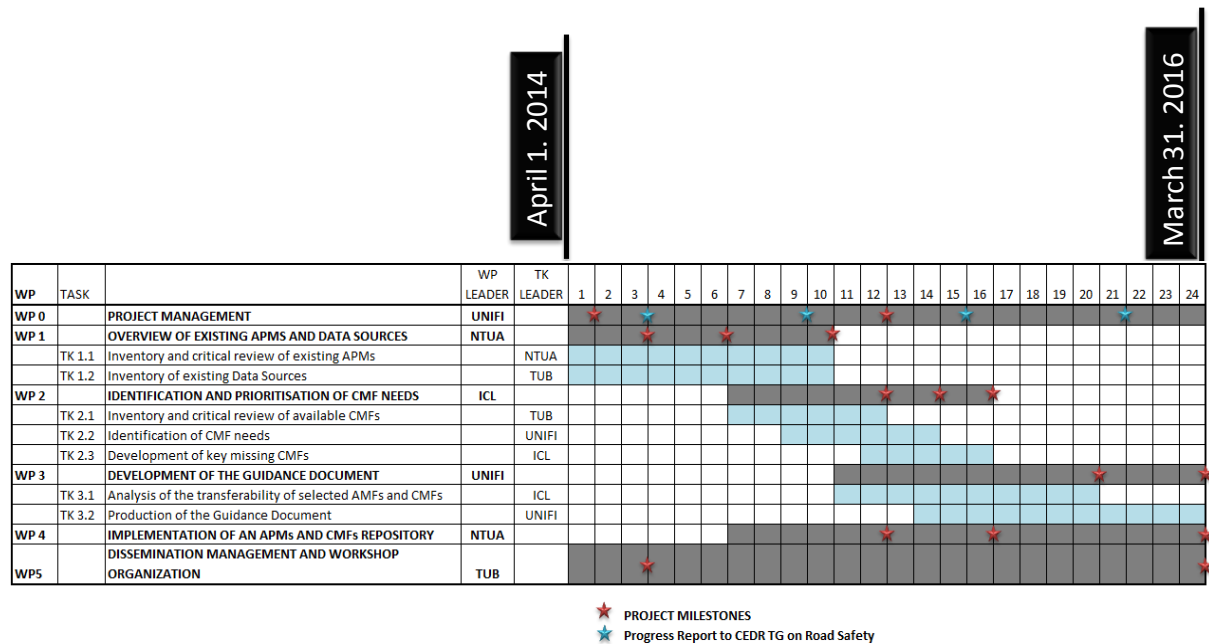 April 1. 2014
March 31. 2016
WP TASK WP LEADER TK LEADER 1 2 3 4 5 6 7 8 9 10 11 12 13 14 15 16 17 18 19 20 21 22 23 24
WP 0 PROJECT MANAGEMENT UNIFI
WP 1 OVERVIEW OF EXISTING APMS AND DATA SOURCES NTUA
TK 1.1 Inventory and critical review of existing APMs NTUA
TK 1.2 Inventory of existing Data Sources TUB
WP 2 IDENTIFICATION AND PRIORITISATION OF CMF NEEDS ICL
TK 2.1 Inventory and critical review of available CMFs TUB
TK 2.2 Identification of CMF needs UNIFI
TK 2.3 Development of key missing CMFs ICL
WP 3 DEVELOPMENT OF THE GUIDANCE DOCUMENT UNIFI
TK 3.1 Analysis of the transferability of selected AMFs and CMFs ICL
TK 3.2 Production of the Guidance Document UNIFI
WP 4 IMPLEMENTATION OF AN APMs AND CMFs REPOSITORY NTUA
DISSEMINATION MANAGEMENT AND WORKSHOP
WP5 ORGANIZATION TUB
PROJECT MILESTONES
Progress Report to CEDR TG on Road Safety